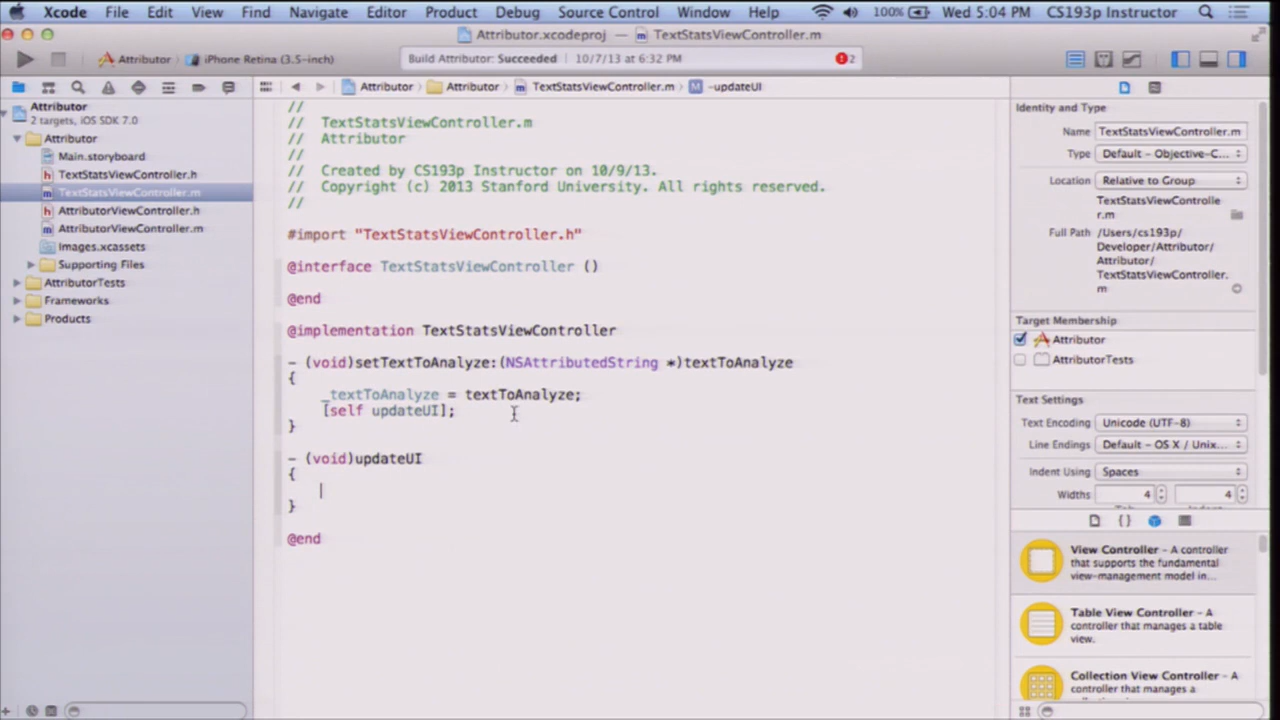 Xcode File Edit View Find Navigate Editor Product Debug Source Control Window Help 100% Wed 5:04 PM CS193p Instructor
Attributor.xcodeproj — TextStatsViewController.m
Attributor iPhone Retina (3.5-inch) Build Attributor: Succeeded 10/7/13 at 6:32 PM 2
Attributor Attributor TextStatsViewController.m M -updateUI
Attributor
2 targets, iOS SDK 7.0
Attributor
Main.storyboard
h TextStatsViewController.h
m TextStatsViewController.m
h AttributorViewController.h
m AttributorViewController.m
Images.xcassets
Supporting Files
AttributorTests
Frameworks
Products
//
// TextStatsViewController.m
// Attributor
//
// Created by CS193p Instructor on 10/9/13.
// Copyright (c) 2013 Stanford University. All rights reserved.
//
#import "TextStatsViewController.h"
@interface TextStatsViewController ()
@end
@implementation TextStatsViewController
- (void)setTextToAnalyze:(NSAttributedString *)textToAnalyze
{
_textToAnalyze = textToAnalyze;
[self updateUI];
}
- (void)updateUI
{
}
@end
Identity and Type
Name TextStatsViewController.m
Type Default - Objective-C...
Location Relative to Group
TextStatsViewControlle
r.m
Full Path /Users/cs193p/
Developer/Attributor/
Attributor/
TextStatsViewController.
m
Target Membership
Attributor
AttributorTests
Text Settings
Text Encoding Unicode (UTF-8)
Line Endings Default - OS X / Unix...
Indent Using Spaces
Widths 4 4
View Controller - A controller
that supports the fundamental
view-management model in...
Table View Controller - A
controller that manages a table
view.
Collection View Controller - A
controller that manages a